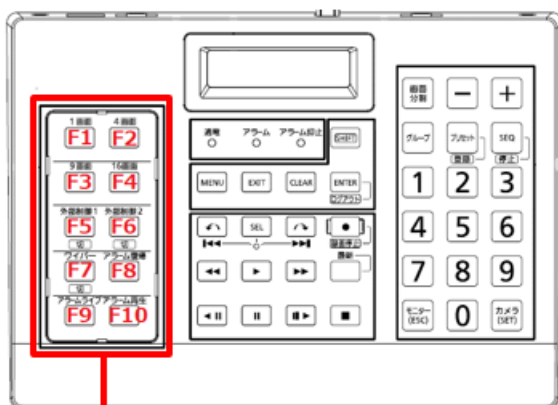 1画面 4画面
F1 F2
9画面 16画面
F3 F4
外部制御1 外部制御2
F5 F6
切 切
ワイパー アラーム復帰
F7 F8
切
アラームライブ アラーム再生
F9 F10
通電 アラーム アラーム抑止 SHIFT
MENU EXIT CLEAR ENTER
ログアウト
SEL
録画停止
画面分割 − +
グループ プリセット SEQ
登録 停止
1 2 3
4 5 6
7 8 9
モニター(ESC) 0 カメラ(SET)